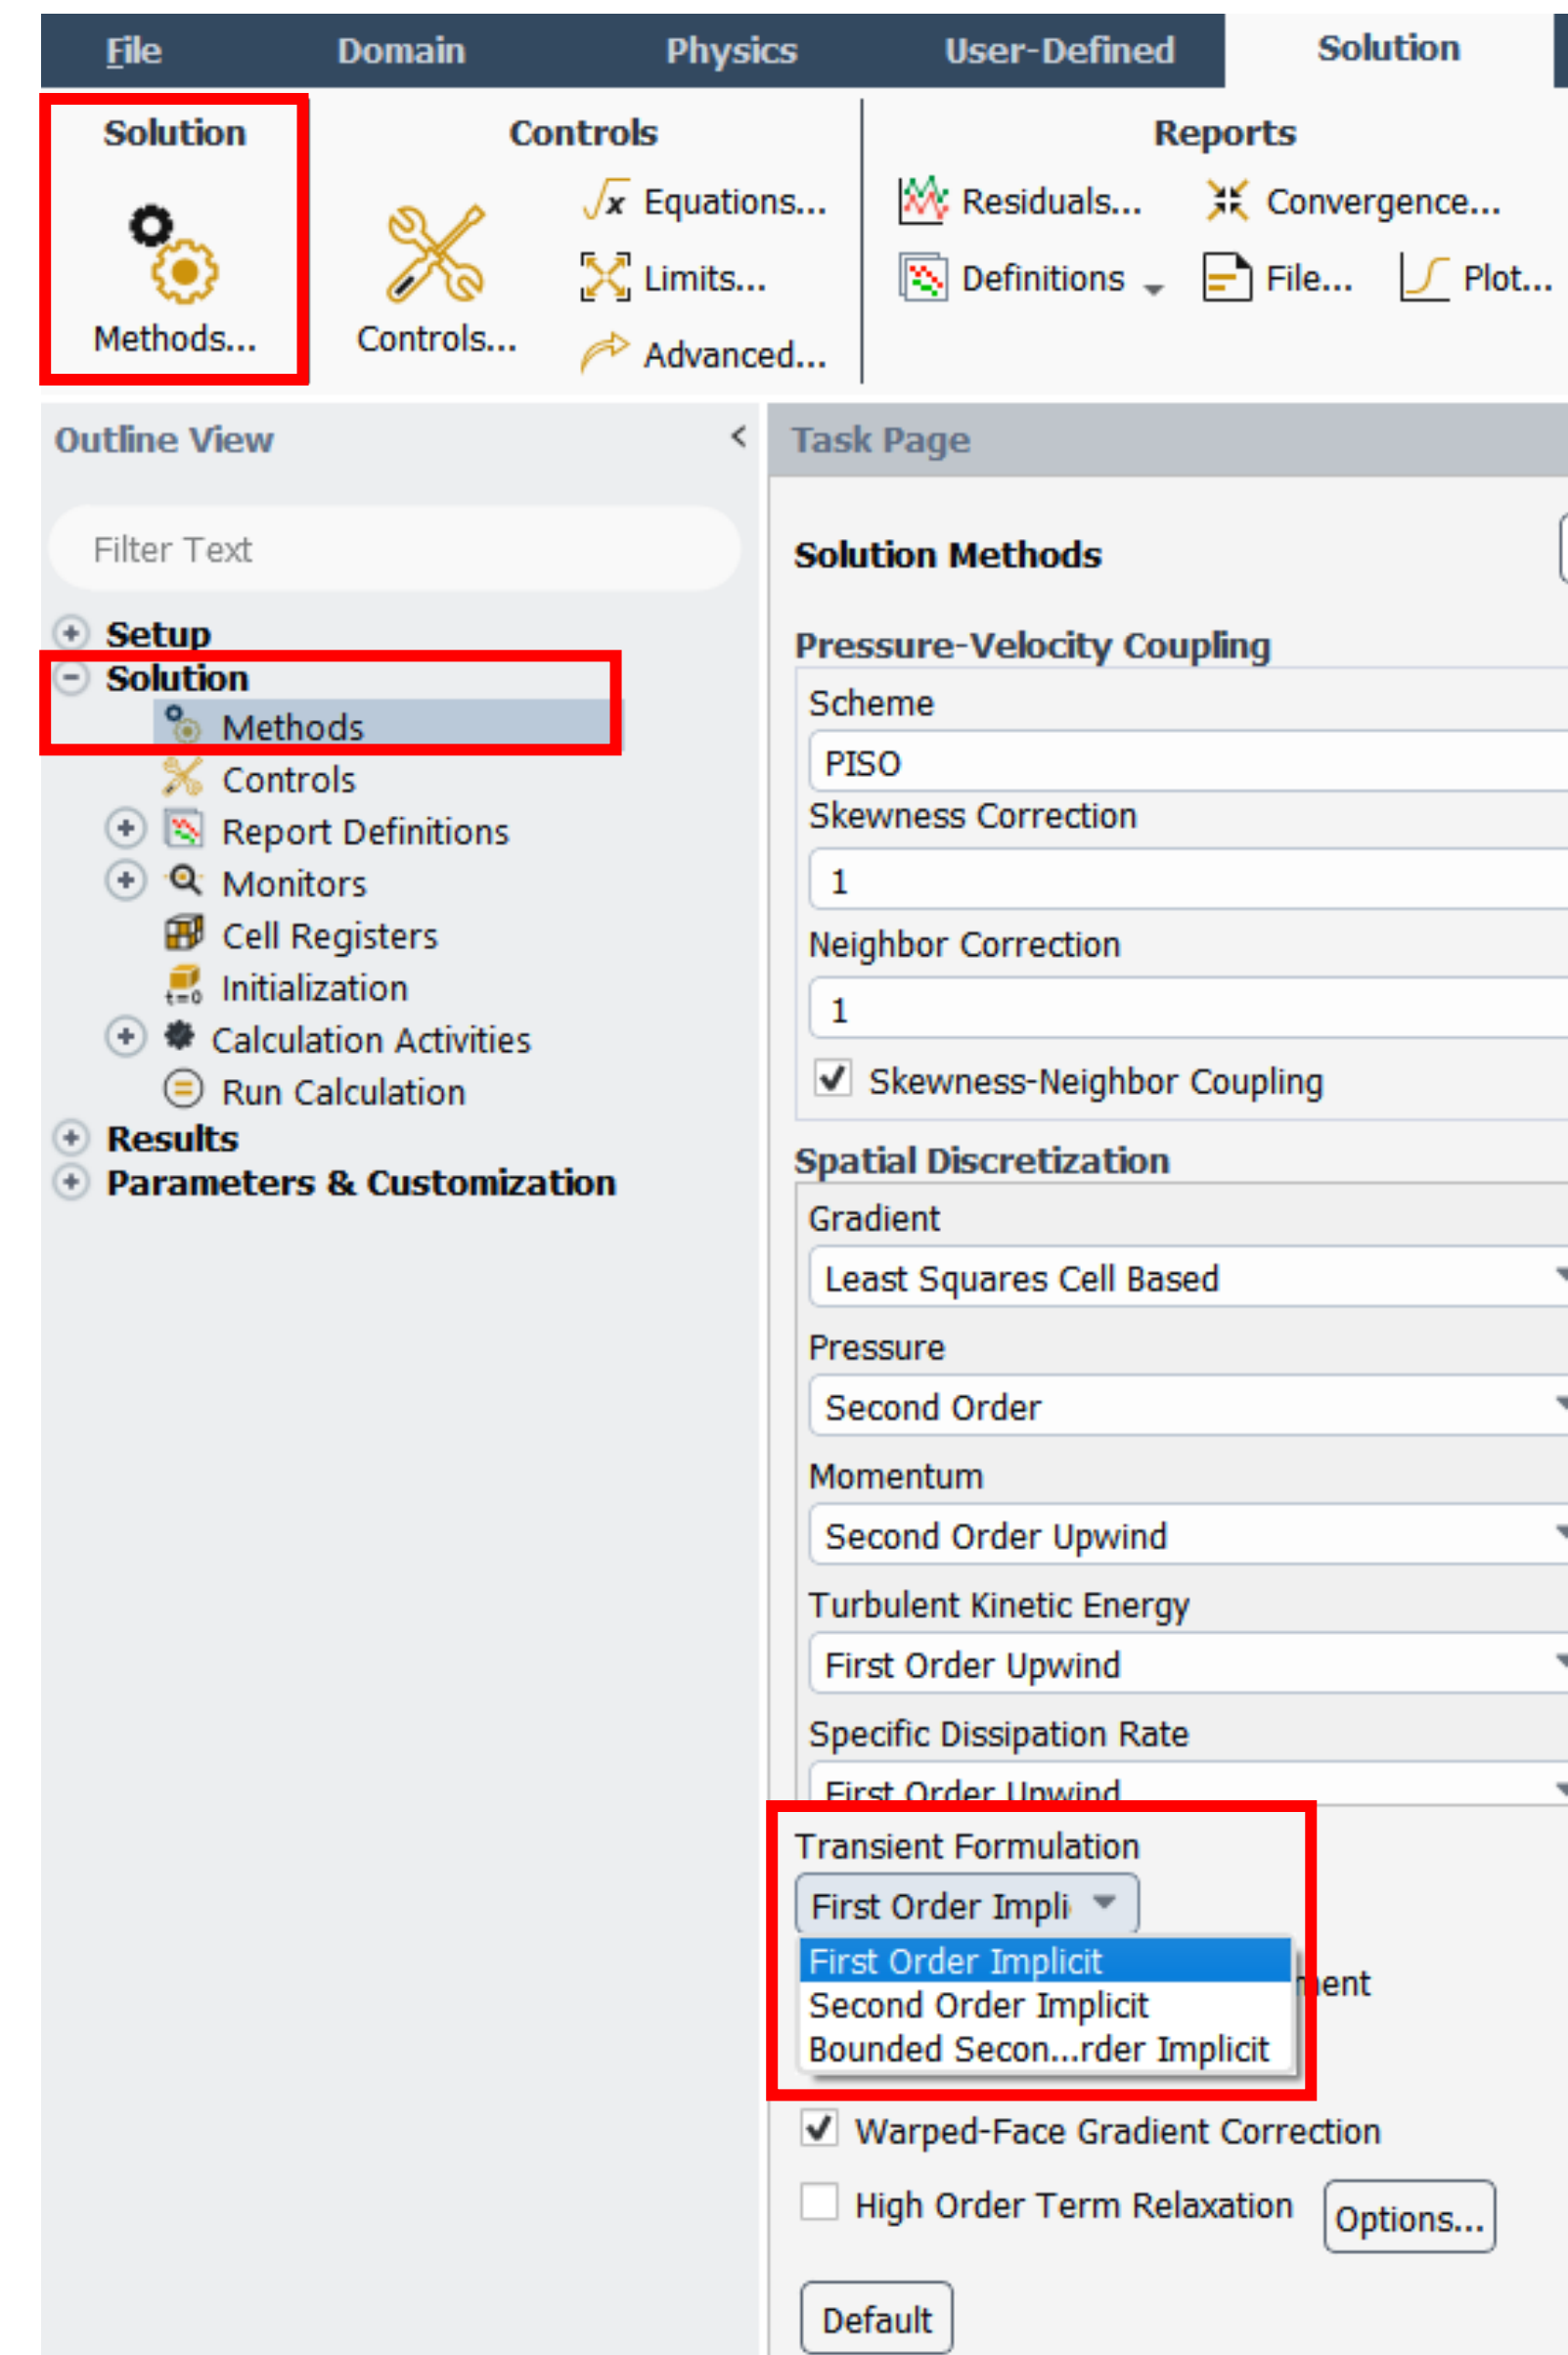 File Domain Physics User-Defined Solution
Solution Controls Reports
Methods... Controls... Equations... Limits... Advanced... Residuals... Convergence... Definitions File... Plot...
Outline View < Task Page
Filter Text
Setup
Solution
Methods
Controls
Report Definitions
Monitors
Cell Registers
t=0 Initialization
Calculation Activities
Run Calculation
Results
Parameters & Customization
Solution Methods
Pressure-Velocity Coupling
Scheme
PISO
Skewness Correction
1
Neighbor Correction
1
Skewness-Neighbor Coupling
Spatial Discretization
Gradient
Least Squares Cell Based
Pressure
Second Order
Momentum
Second Order Upwind
Turbulent Kinetic Energy
First Order Upwind
Specific Dissipation Rate
First Order Upwind
Transient Formulation
First Order Impli
First Order Implicit
ment
Second Order Implicit
Bounded Secon...rder Implicit
Warped-Face Gradient Correction
High Order Term Relaxation Options...
Default